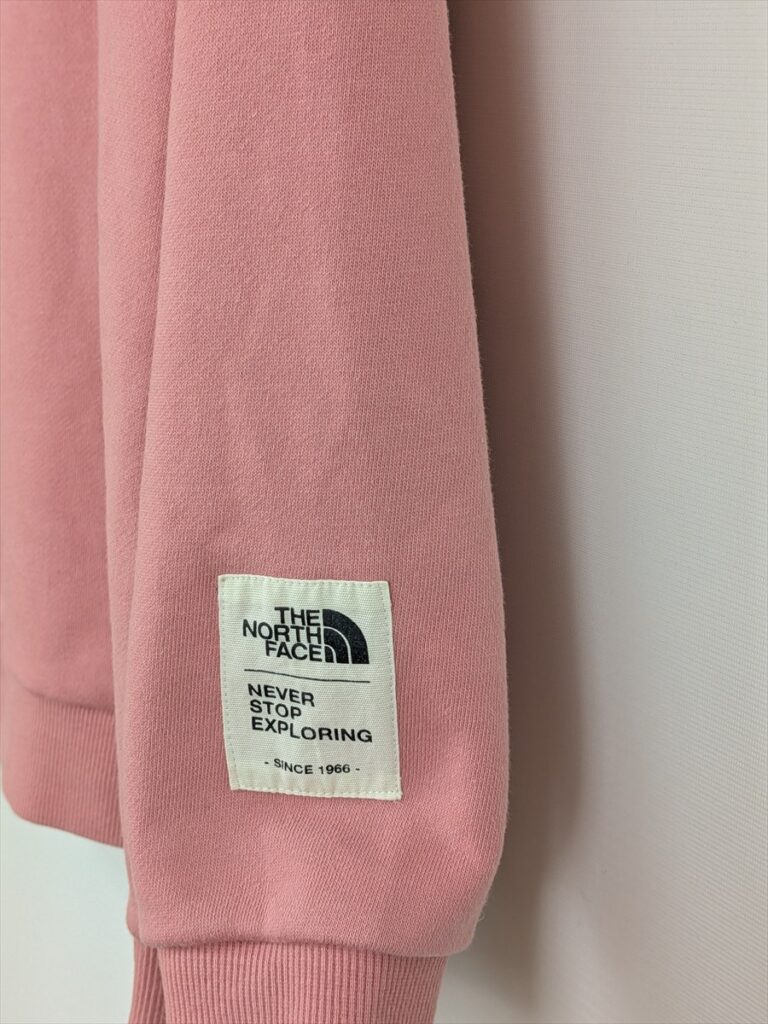 THE
NORTH
FACE
NEVER
STOP
EXPLORING
- SINCE 1966 -